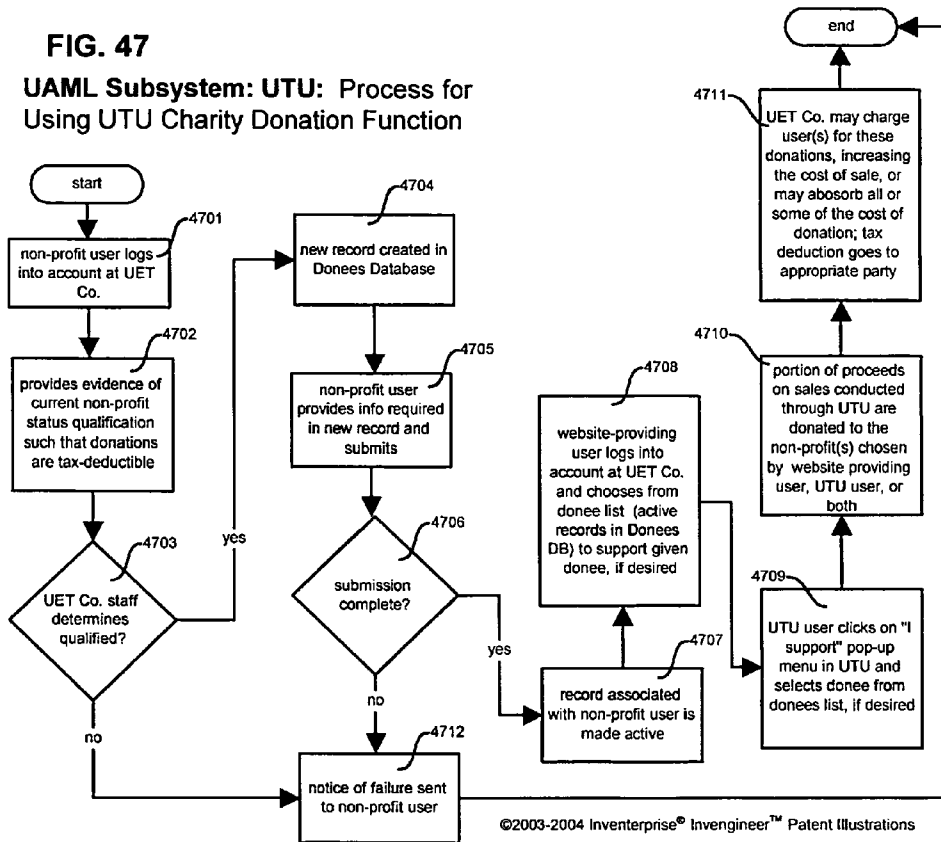 FIG. 47
UAML Subsystem: UTU: Process for
Using UTU Charity Donation Function
start
4701
non-profit user logs
into account at UET
Co.
4702
provides evidence of
current non-profit
status qualification
such that donations
are tax-deductible
4703
UET Co. staff
determines
qualified?
yes
no
4704
new record created in
Donees Database
4705
non-profit user
provides info required
in new record and
submits
4706
submission
complete?
yes
no
4712
notice of failure sent
to non-profit user
4707
record associated
with non-profit user is
made active
4708
website-providing
user logs into
account at UET Co.
and chooses from
donee list (active
records in Donees
DB) to support given
donee, if desired
4709
UTU user clicks on "I
support" pop-up
menu in UTU and
selects donee from
donees list, if desired
4710
portion of proceeds
on sales conducted
through UTU are
donated to the
non-profit(s) chosen
by website providing
user, UTU user, or
both
4711
UET Co. may charge
user(s) for these
donations, increasing
the cost of sale, or
may abosorb all or
some of the cost of
donation; tax
deduction goes to
appropriate party
end
©2003-2004 Inventerprise® Invengineer™ Patent Illustrations